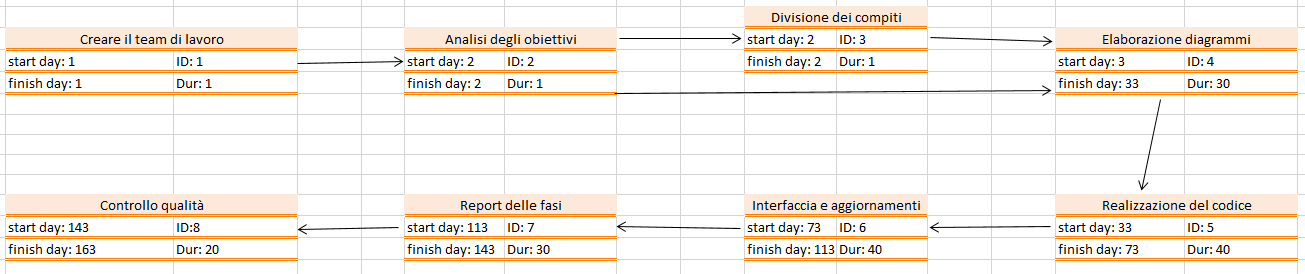 Creare il team di lavoro
start day: 1 ID: 1
finish day: 1 Dur: 1
Analisi degli obiettivi
start day: 2 ID: 2
finish day: 2 Dur: 1
Divisione dei compiti
start day: 2 ID: 3
finish day: 2 Dur: 1
Elaborazione diagrammi
start day: 3 ID: 4
finish day: 33 Dur: 30
Controllo qualità
start day: 143 ID:8
finish day: 163 Dur: 20
Report delle fasi
start day: 113 ID: 7
finish day: 143 Dur: 30
Interfaccia e aggiornamenti
start day: 73 ID: 6
finish day: 113 Dur: 40
Realizzazione del codice
start day: 33 ID: 5
finish day: 73 Dur: 40